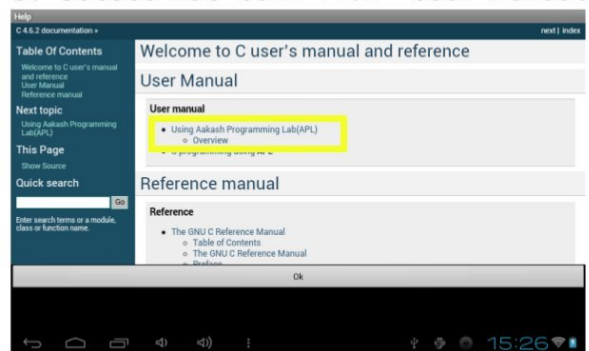 Help
C 4.6.2 documentation »
next | index
Table Of Contents
Welcome to C user's manual
and reference
User Manual
Reference manual
Next topic
Using Aakash Programming
Lab(APL)
This Page
Show Source
Quick search
Go
Enter search terms or a module,
class or function name.
Welcome to C user's manual and reference
User Manual
User manual
Using Aakash Programming Lab(APL)
Overview
Reference manual
Reference
The GNU C Reference Manual
Table of Contents
The GNU C Reference Manual
Preface
Ok
15:26